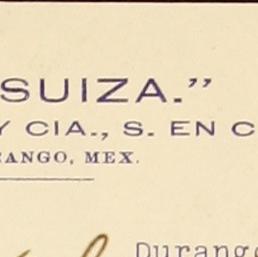 SUIZA."
Y CIA., S. EN C
ANGO, MEX.
Durango